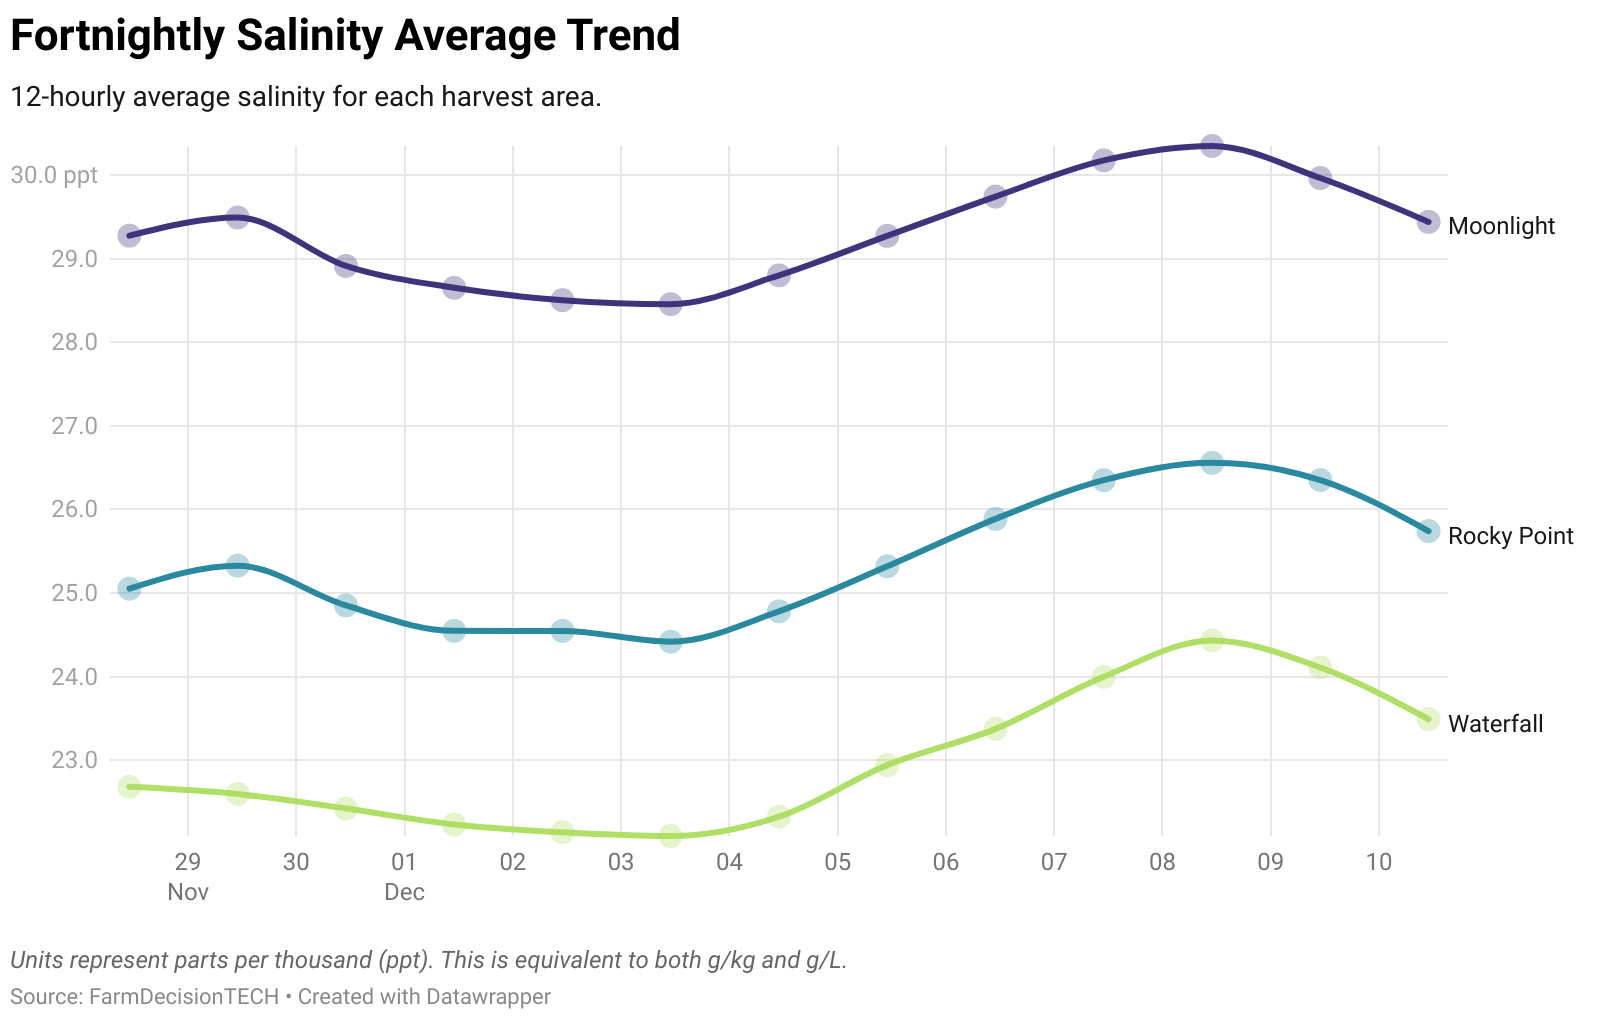 Fortnightly Salinity Average Trend
12-hourly average salinity for each harvest area.
30.0 ppt
29.0
28.0
27.0
26.0
25.0
24.0
23.0
Moonlight
Rocky Point
Waterfall
29 30 01 02 03 04 05 06 07 08 09 10
Nov Dec
Units represent parts per thousand (ppt). This is equivalent to both g/kg and g/L.
Source: FarmDecisionTECH • Created with Datawrapper